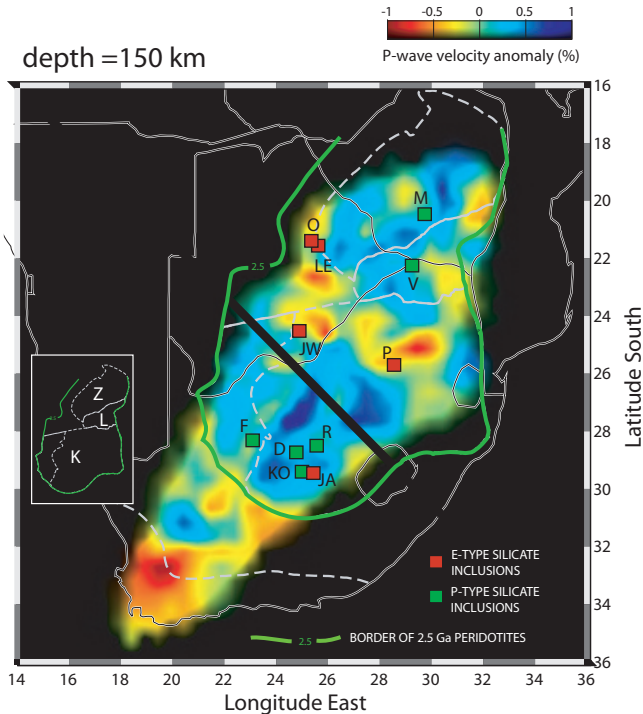 -1 -0.5 0 0.5 1
P-wave velocity anomaly (%)
depth =150 km
16
18
20
22
24
26
28
30
32
34
36
Latitude South
M
O
LE
V
2.5
JW
P
F
R
D
KO
JA
Z
L
K
2.5
E-TYPE SILICATE
INCLUSIONS
P-TYPE SILICATE
INCLUSIONS
2.5 BORDER OF 2.5 Ga PERIDOTITES
14 16 18 20 22 24 26 28 30 32 34 36
Longitude East